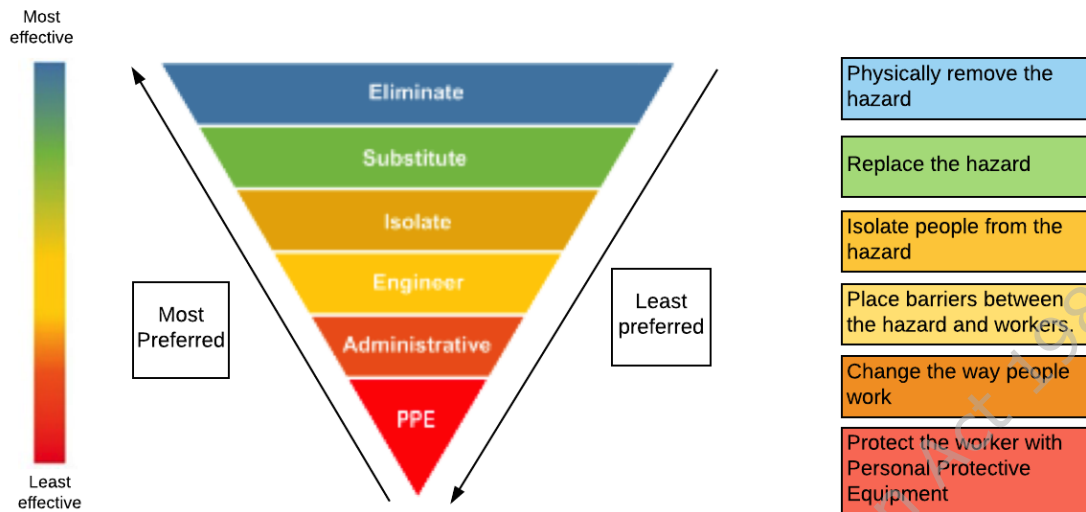 Most
effective
Eliminate
Substitute
Isolate
Engineer
Administrative
PPE
Most
Preferred
Least
preferred
Least
effective
Physically remove the
hazard
Replace the hazard
Isolate people from the
hazard
Place barriers between
the hazard and workers.
Change the way people
work
Protect the worker with
Personal Protective
Equipment
Act 198